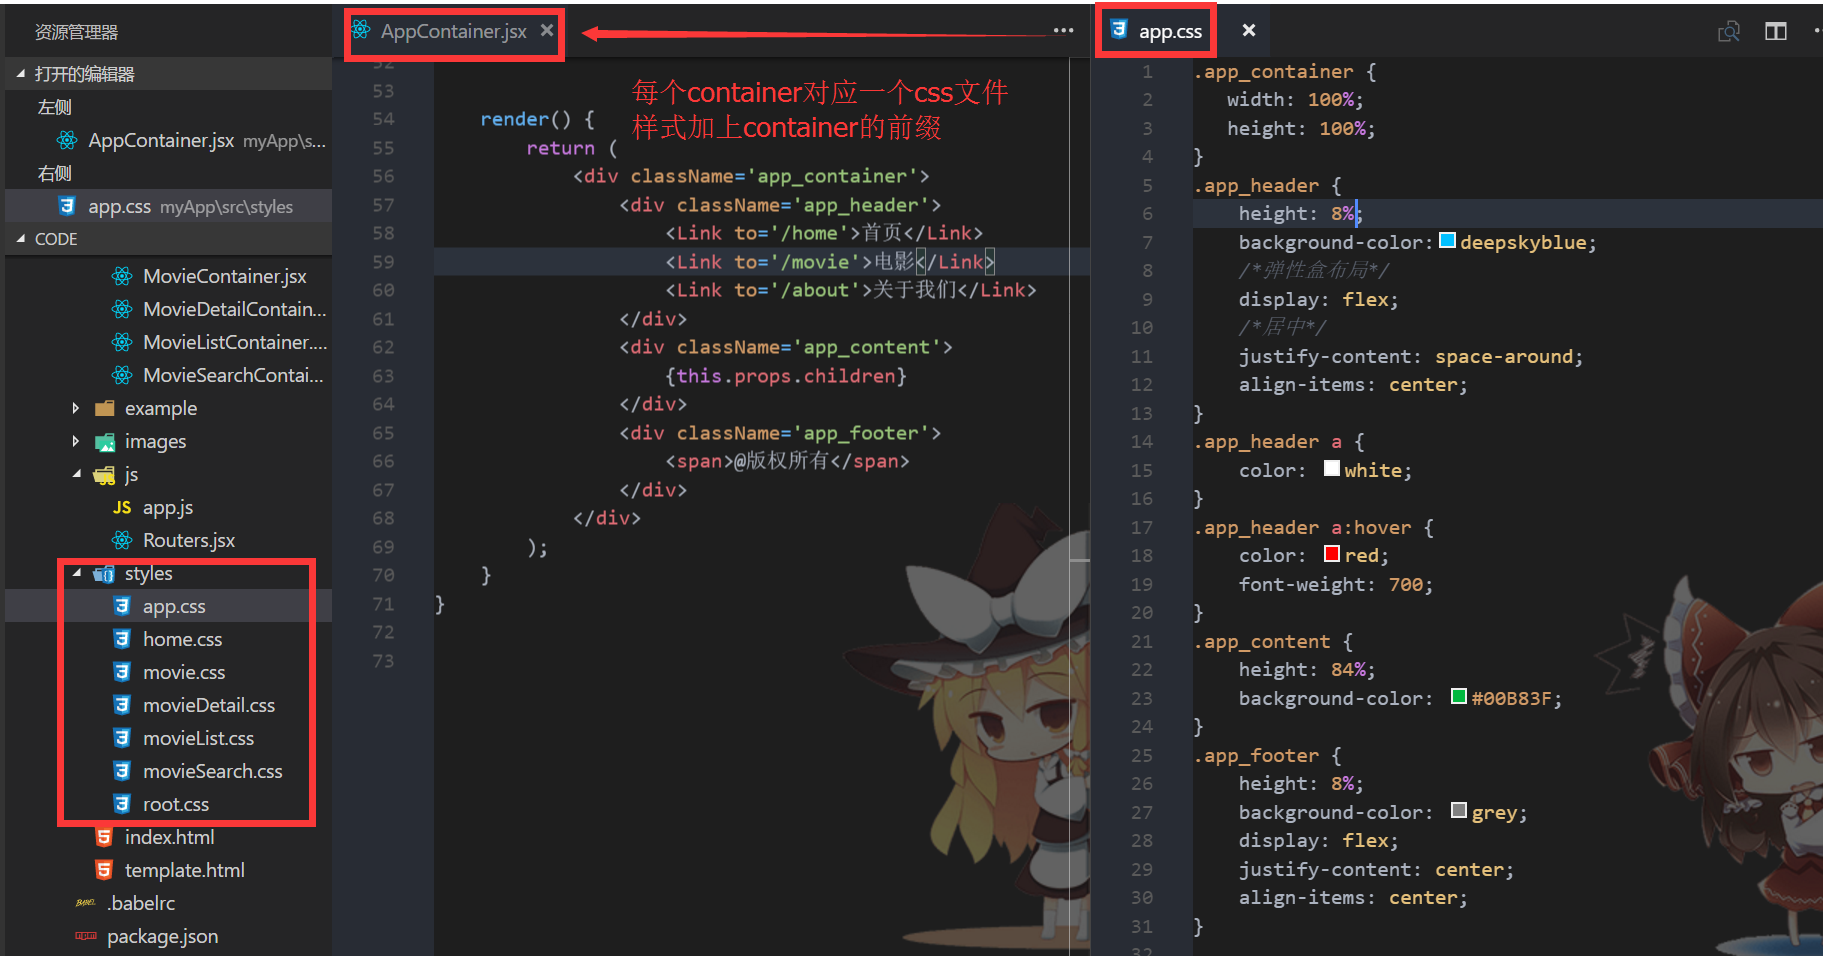 资源管理器
打开的编辑器
左侧
AppContainer.jsx myApp\s...
右侧
app.css myApp\src\styles
CODE
MovieContainer.jsx
MovieDetailContain...
MovieListContainer....
MovieSearchContai...
example
images
js
JS app.js
Routers.jsx
styles
app.css
home.css
movie.css
movieDetail.css
movieList.css
movieSearch.css
root.css
index.html
template.html
BABEL .babelrc
package.json
AppContainer.jsx
每个container对应一个css文件
样式加上container的前缀
52
53
54 render() {
55 return (
56 <div className='app_container'>
57 <div className='app_header'>
58 <Link to='/home'>首页</Link>
59 <Link to='/movie'>电影</Link>
60 <Link to='/about'>关于我们</Link>
61 </div>
62 <div className='app_content'>
63 {this.props.children}
64 </div>
65 <div className='app_footer'>
66 <span>@版权所有</span>
67 </div>
68 </div>
69 );
70 }
71 }
72
73
app.css
1 .app_container {
2 width: 100%;
3 height: 100%;
4 }
5 .app_header {
6 height: 8%;
7 background-color: deepskyblue;
8 /*弹性盒布局*/
9 display: flex;
10 /*居中*/
11 justify-content: space-around;
12 align-items: center;
13 }
14 .app_header a {
15 color: white;
16 }
17 .app_header a:hover {
18 color: red;
19 font-weight: 700;
20 }
21 .app_content {
22 height: 84%;
23 background-color: #00B83F;
24 }
25 .app_footer {
26 height: 8%;
27 background-color: grey;
28 display: flex;
29 justify-content: center;
30 align-items: center;
31 }
32